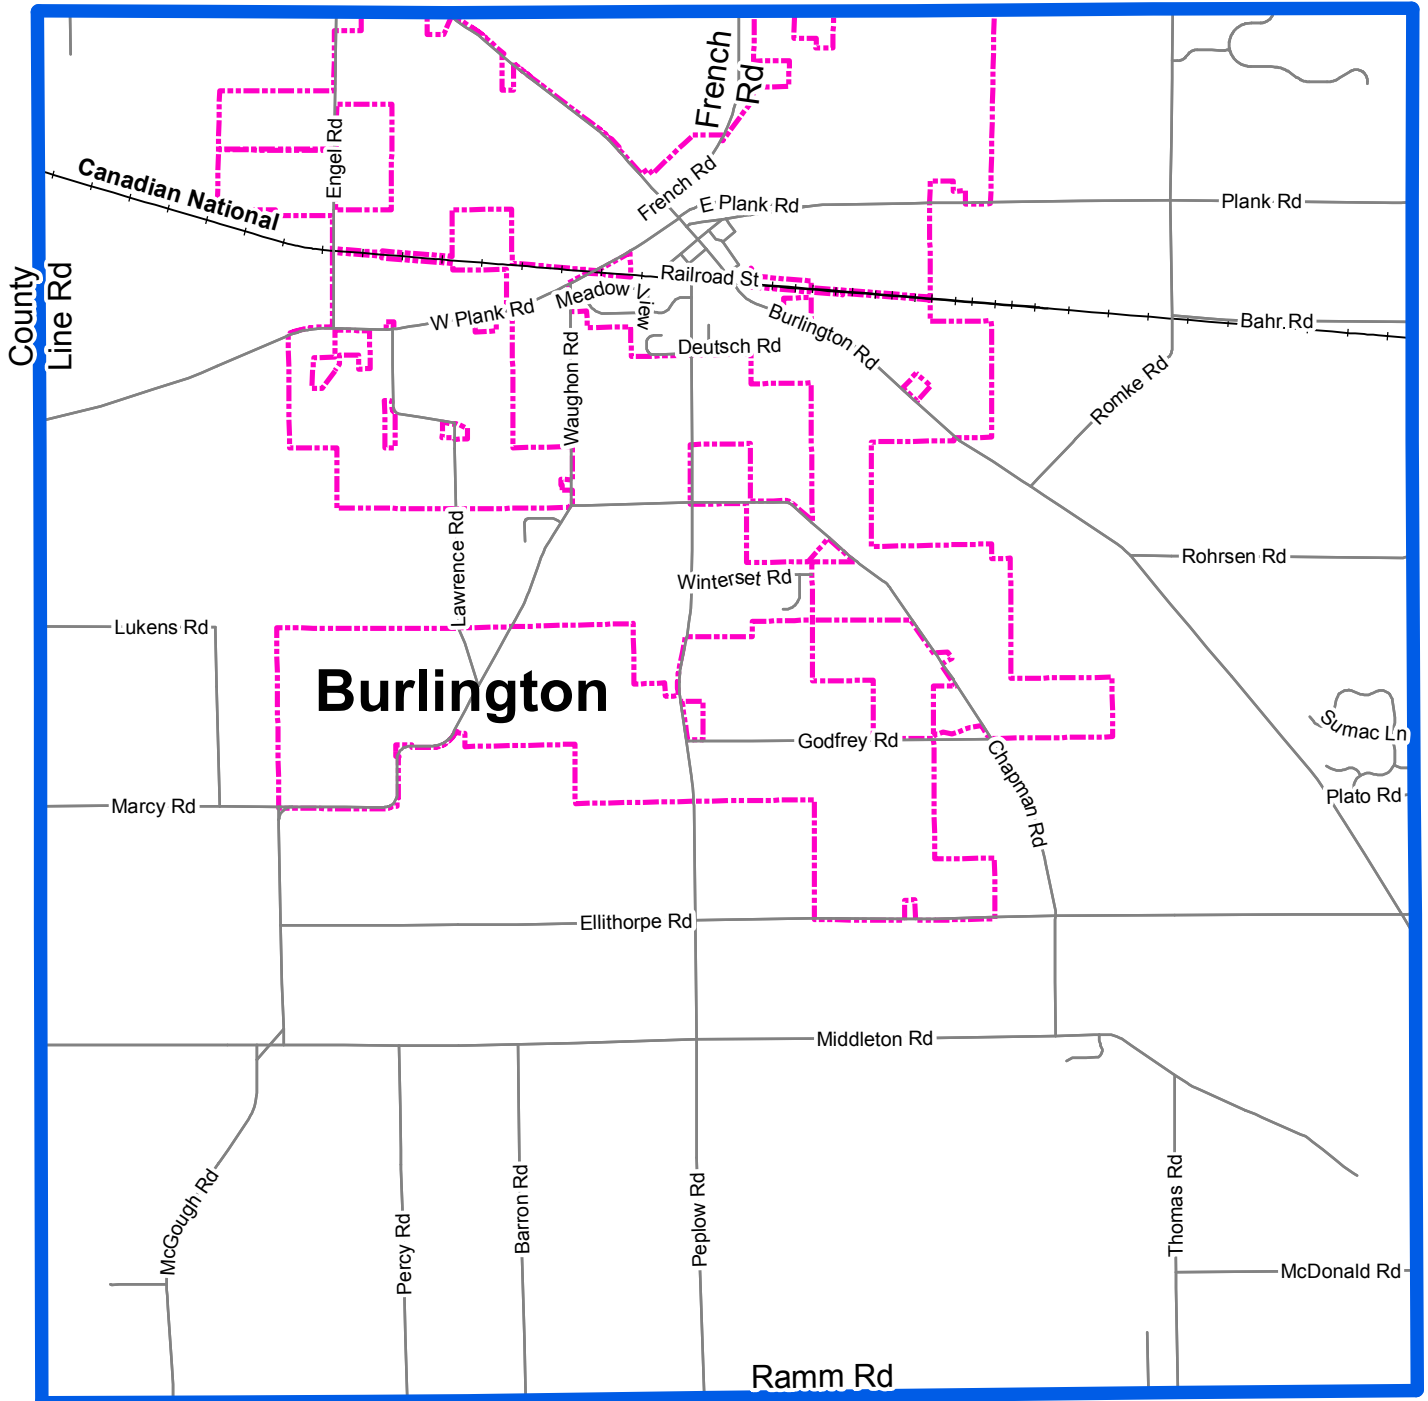 French
Rd
Engel Rd
Canadian National
French Rd
E Plank Rd
Plank Rd
County
Line Rd
Railroad St
Meadow View
W Plank Rd
Burlington Rd
Bahr Rd
Deutsch Rd
Waughon Rd
Romke Rd
Lawrence Rd
Rohrsen Rd
Winterset Rd
Lukens Rd
Burlington
Sumac Ln
Godfrey Rd
Chapman Rd
Marcy Rd
Plato Rd
Ellithorpe Rd
Middleton Rd
McGough Rd
Percy Rd
Barron Rd
Peplow Rd
Thomas Rd
McDonald Rd
Ramm Rd